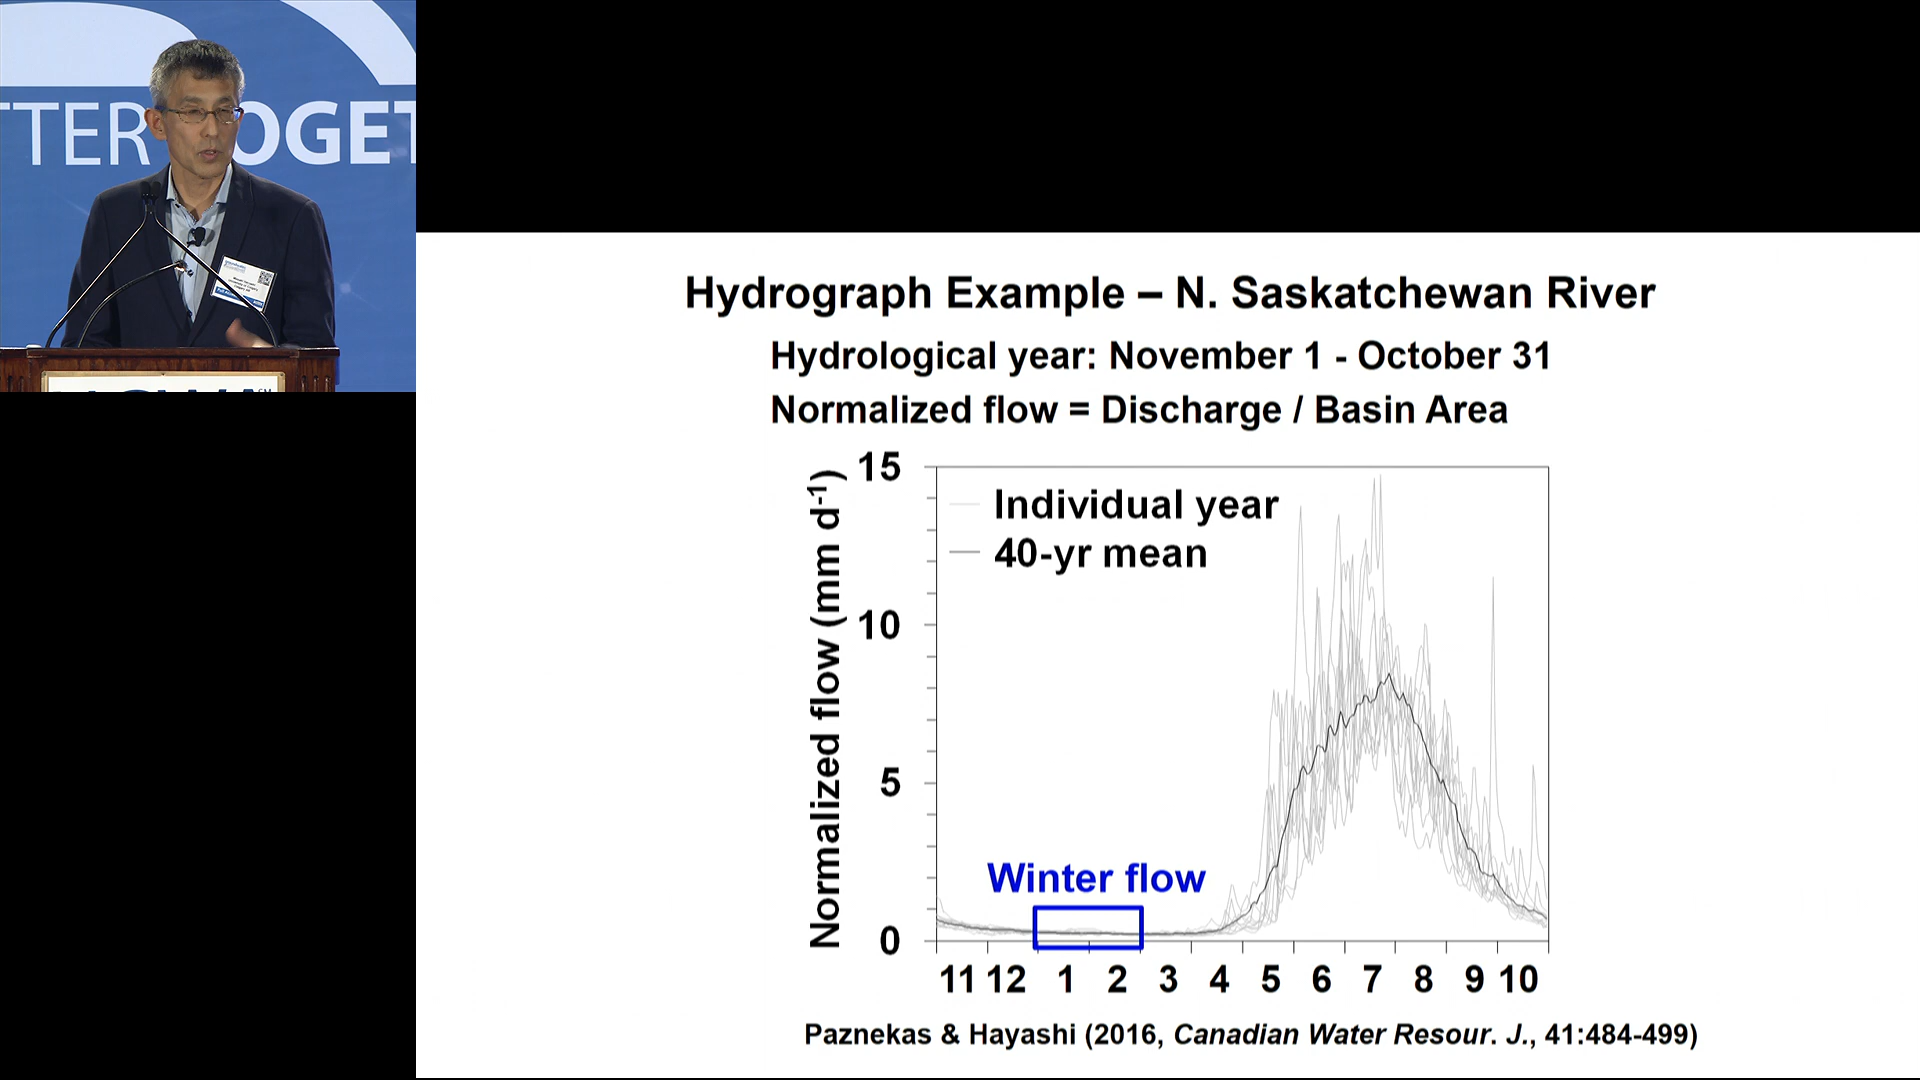 TTER TOGET
Hydrograph Example – N. Saskatchewan River
Hydrological year: November 1 - October 31
Normalized flow = Discharge / Basin Area
Normalized flow (mm d-1)
15
10
5
0
Individual year
40-yr mean
Winter flow
11 12 1 2 3 4 5 6 7 8 9 10
Paznekas & Hayashi (2016, Canadian Water Resour. J., 41:484-499)